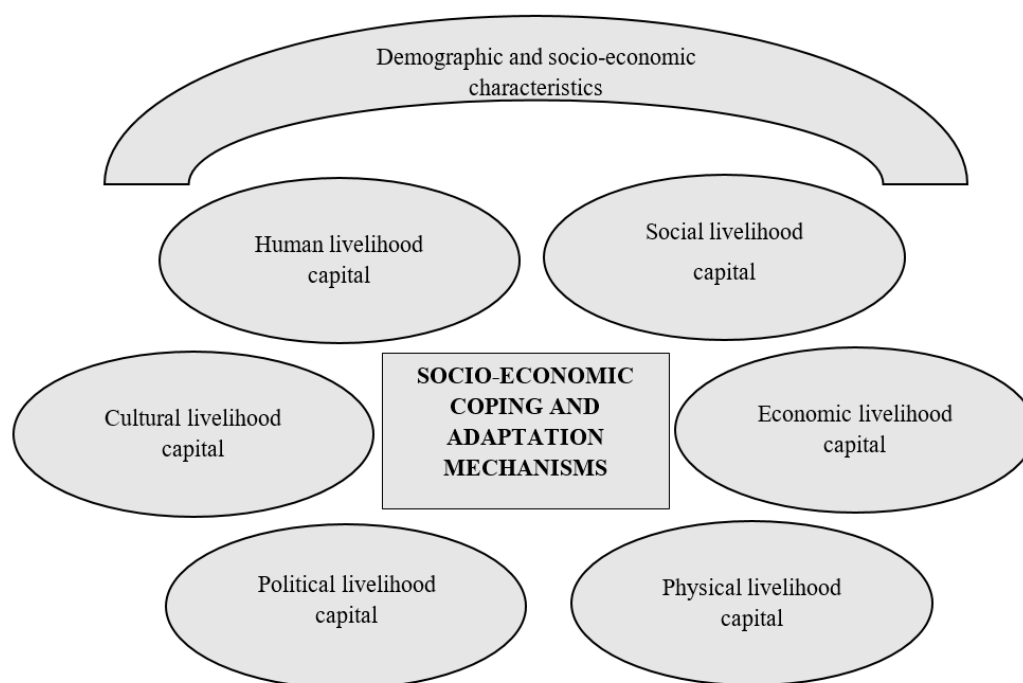 Demographic and socio-economic
characteristics
Human livelihood
capital
Social livelihood
capital
Cultural livelihood
capital
SOCIO-ECONOMIC
COPING AND
ADAPTATION
MECHANISMS
Economic livelihood
capital
Political livelihood
capital
Physical livelihood
capital